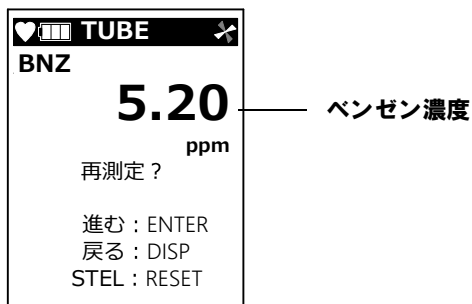 TUBE
BNZ
5.20
ベンゼン濃度
ppm
再測定？
進む：ENTER
戻る：DISP
STEL：RESET